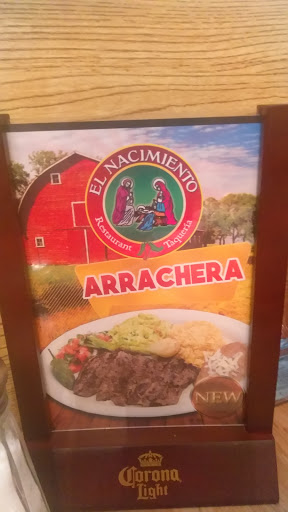 EL NACIMIENTO
Restaurant Taqueria
ARRACHERA
NEW
Corona
Light